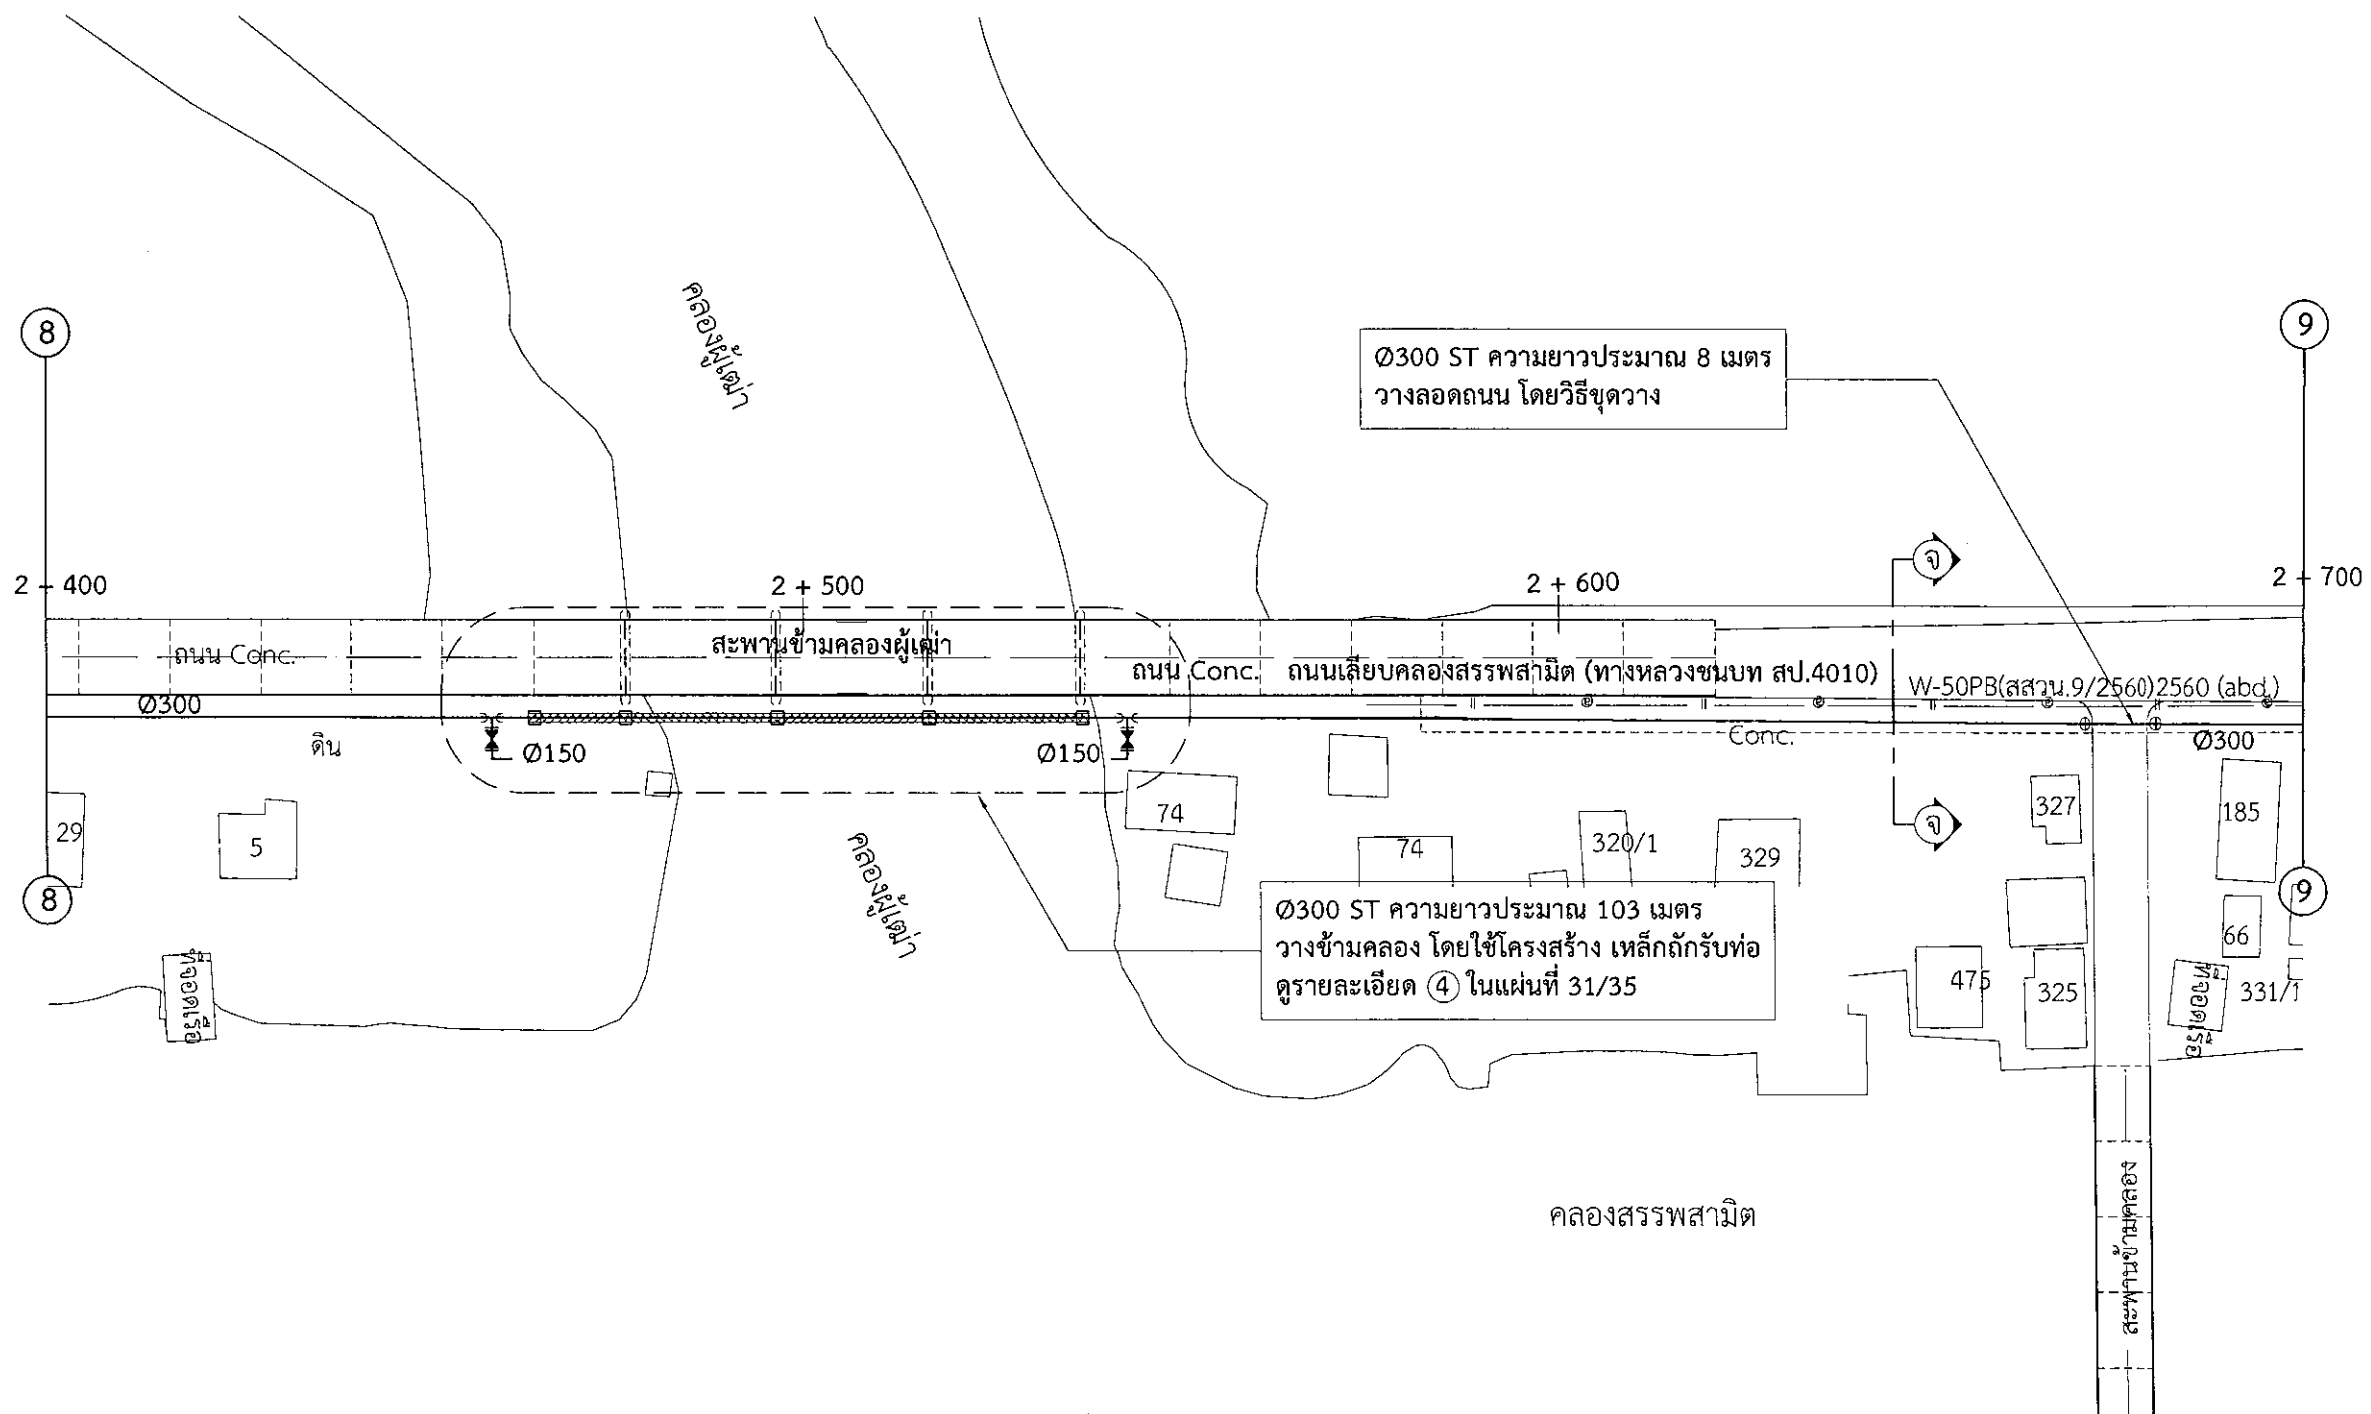 คลองผู้เฒ่า
8
9
Ø300 ST ความยาวประมาณ 8 เมตร
วางลอดถนน โดยวิธีขุดวาง
จ
2 + 400
2 + 500
2 + 600
2 + 700
ถนน Conc.
สะพานข้ามคลองผู้เฒ่า
ถนน Conc.
ถนนเลียบคลองสรรพสามิต (ทางหลวงชนบท สป.4010)
W-50PB(สสวน.9/2560)2560 (abd.)
Ø300
ดิน
Ø150
Ø150
Conc.
Ø300
29
5
74
74
320/1
329
จ
327
185
คลองผู้เฒ่า
8
9
Ø300 ST ความยาวประมาณ 103 เมตร
วางข้ามคลอง โดยใช้โครงสร้าง เหล็กถักรับท่อ
ดูรายละเอียด 4 ในแผ่นที่ 31/35
66
ที่จอดเรือ
475
325
ที่จอดเรือ
331/1
คลองสรรพสามิต
สะพานข้ามคลอง